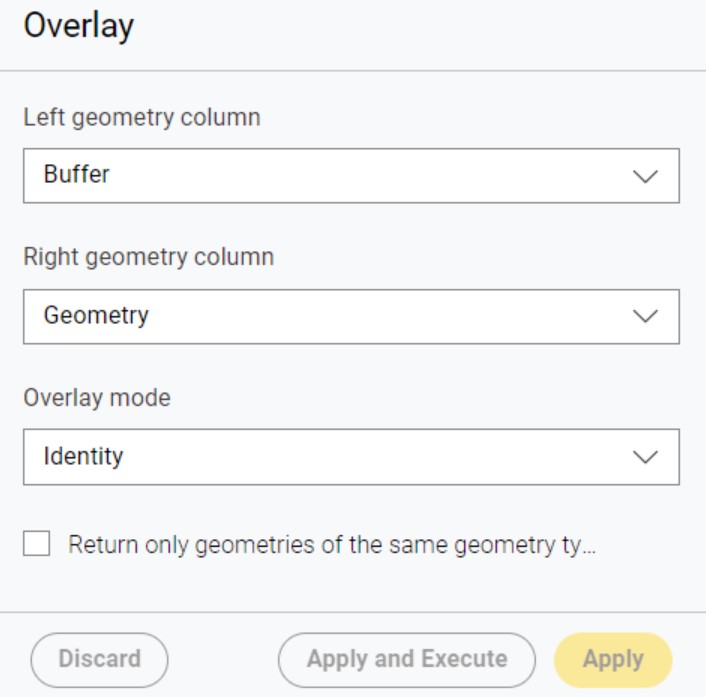 Overlay
Left geometry column
Buffer
Right geometry column
Geometry
Overlay mode
Identity
Return only geometries of the same geometry ty...
Discard
Apply and Execute
Apply